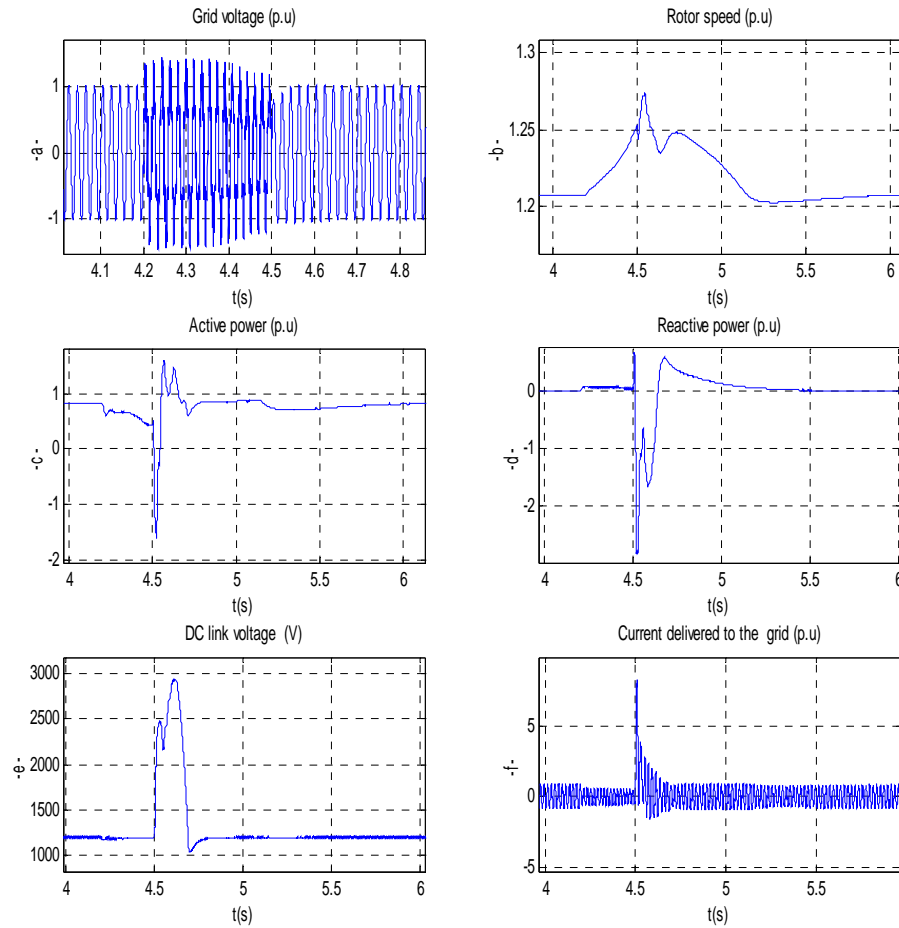 Grid voltage (p.u)
1
0
-1
-a-
4.1 4.2 4.3 4.4 4.5 4.6 4.7 4.8
t(s)
Rotor speed (p.u)
1.3
1.25
1.2
-b-
4 4.5 5 5.5 6
t(s)
Active power (p.u)
1
0
-1
-2
-c-
4 4.5 5 5.5 6
t(s)
Reactive power (p.u)
0
-1
-2
-d-
4 4.5 5 5.5 6
t(s)
DC link voltage (V)
3000
2500
2000
1500
1000
-e-
4 4.5 5 5.5 6
t(s)
Current delivered to the grid (p.u)
5
0
-5
-f-
4 4.5 5 5.5
t(s)